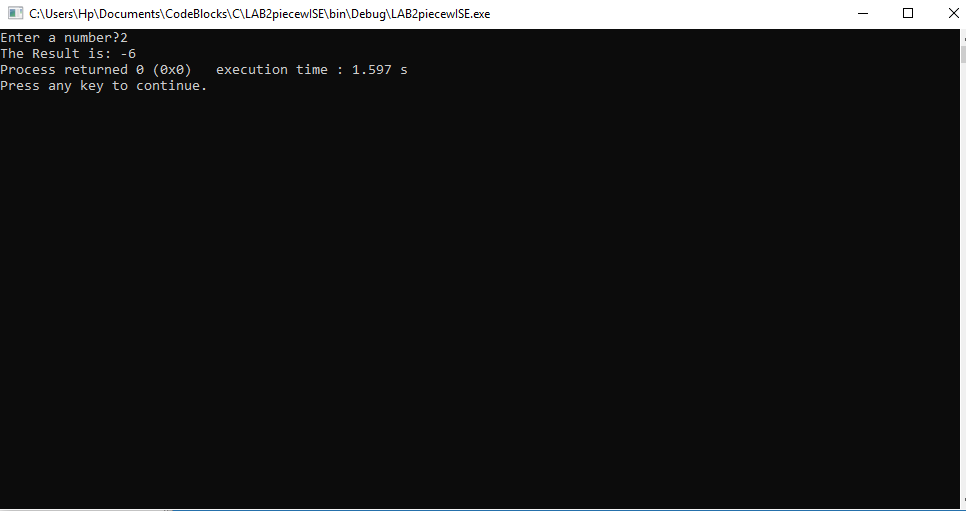 C:\Users\Hp\Documents\CodeBlocks\C\LAB2piecewISE\bin\Debug\LAB2piecewISE.exe
Enter a number?2
The Result is: -6
Process returned 0 (0x0)   execution time : 1.597 s
Press any key to continue.